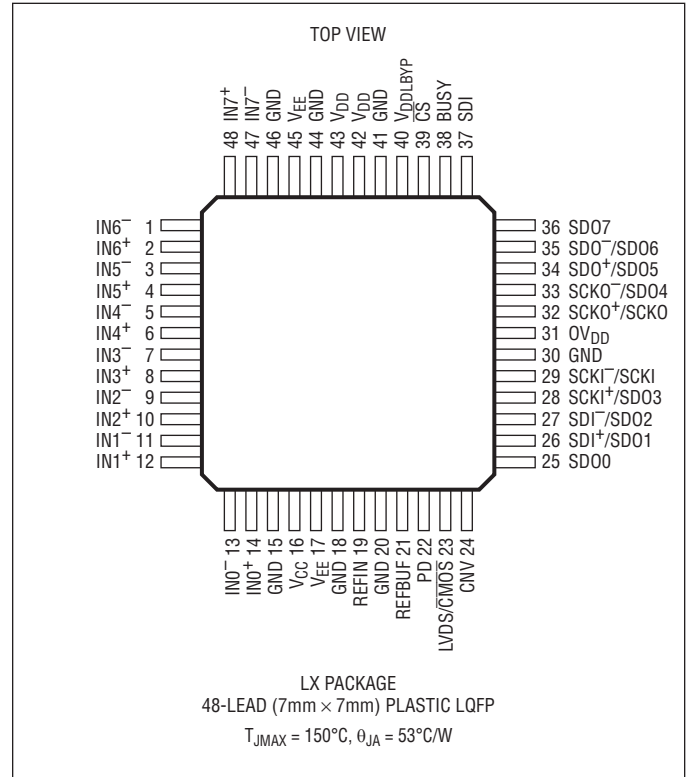 TOP VIEW
48 IN7⁺
47 IN7⁻
46 GND
45 VEE
44 GND
43 VDD
42 VDD
41 GND
40 VDDLBYP
39 C̅S̅
38 BUSY
37 SDI
IN6⁻ 1
IN6⁺ 2
IN5⁻ 3
IN5⁺ 4
IN4⁻ 5
IN4⁺ 6
IN3⁻ 7
IN3⁺ 8
IN2⁻ 9
IN2⁺ 10
IN1⁻ 11
IN1⁺ 12
36 SDO7
35 SDO⁻/SDO6
34 SDO⁺/SDO5
33 SCKO⁻/SDO4
32 SCKO⁺/SCKO
31 OVDD
30 GND
29 SCKI⁻/SCKI
28 SCKI⁺/SDO3
27 SDI⁻/SDO2
26 SDI⁺/SDO1
25 SDO0
IN0⁻ 13
IN0⁺ 14
GND 15
VCC 16
VEE 17
GND 18
REFIN 19
GND 20
REFBUF 21
PD 22
LVDS/C̅M̅O̅S̅ 23
CNV 24
LX PACKAGE
48-LEAD (7mm × 7mm) PLASTIC LQFP
TJMAX = 150°C, θJA = 53°C/W